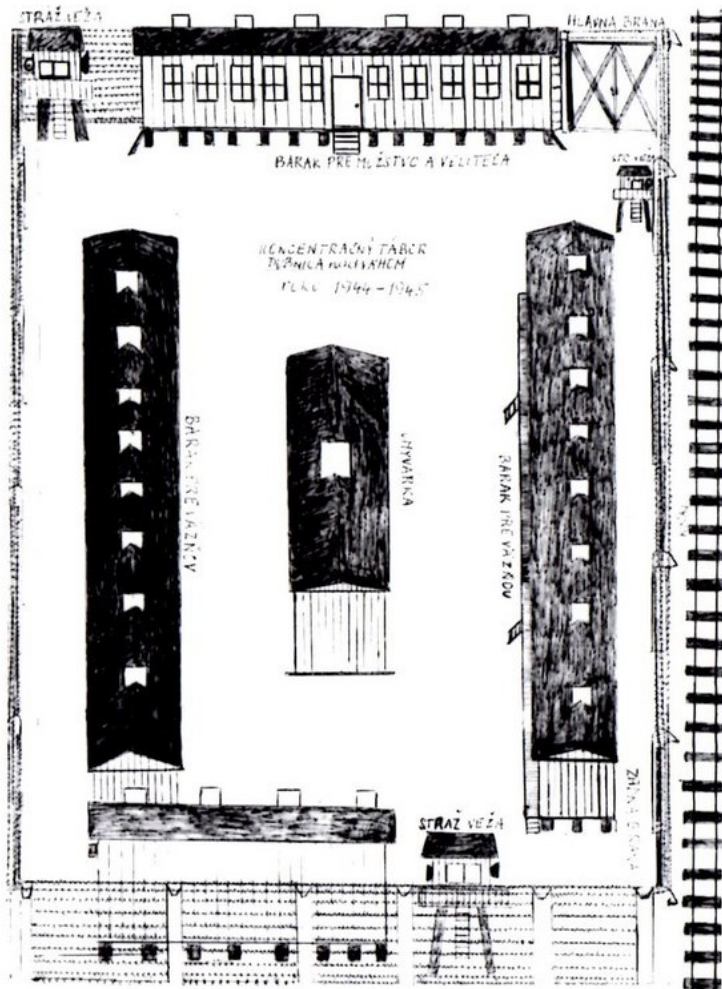 STRÁŽ VEŽA
HLAVNÁ BRÁNA
BARAK PRE MUŽSTVO A VELITEĽA
KONCENTRAČNÝ TÁBOR
ROKU 1944-1945
BARAK PRE VÄZŇOV
UMYVÁRKA
BARAK PRE VÄZŇOV
STRÁŽ VEŽA